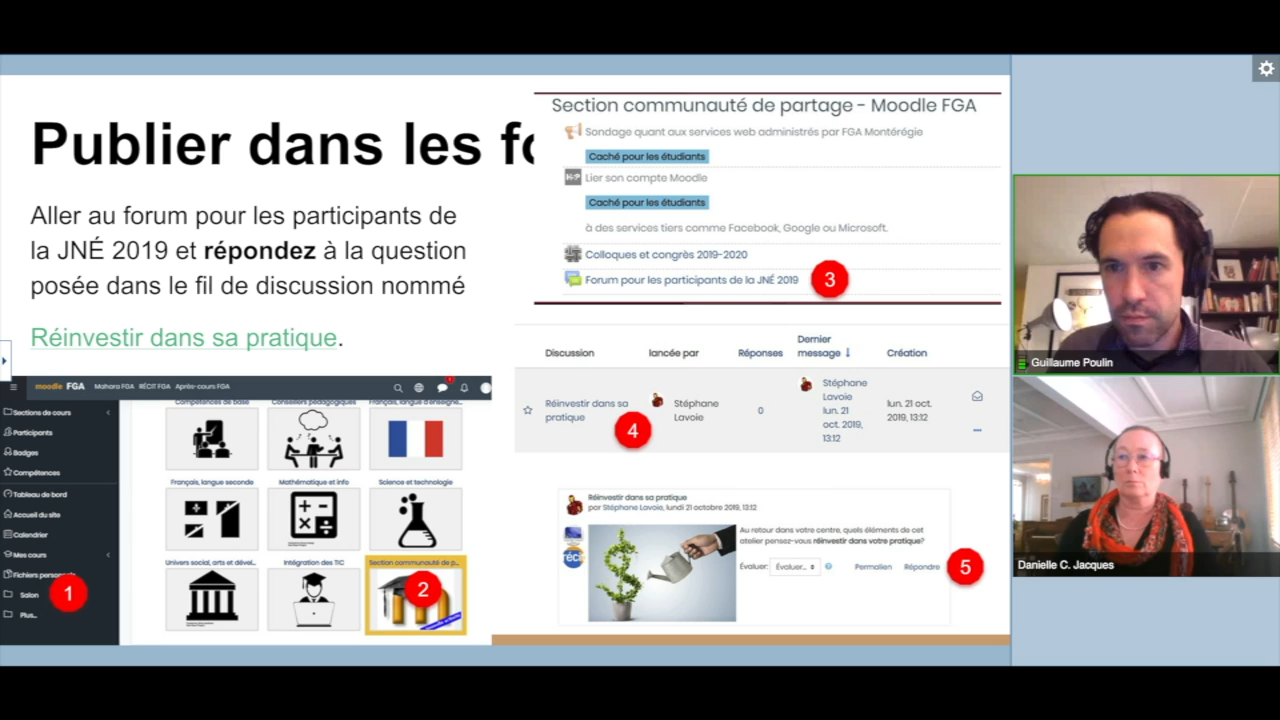 Publier dans les fo
Aller au forum pour les participants de
la JNÉ 2019 et répondez à la question
posée dans le fil de discussion nommé
Réinvestir dans sa pratique.
Section communauté de partage - Moodle FGA
Sondage quant aux services web administrés par FGA Montérégie
Caché pour les étudiants
Lier son compte Moodle
Caché pour les étudiants
à des services tiers comme Facebook, Google ou Microsoft.
Colloques et congrès 2019-2020
Forum pour les participants de la JNÉ 2019
3
Discussion lancée par Réponses Dernier message ↓ Création
Réinvestir dans sa
pratique
4
Stéphane
Lavoie
0
Stéphane
Lavoie
lun. 21
oct. 2019,
13:12
lun. 21 oct.
2019, 13:12
Réinvestir dans sa pratique
par Stéphane Lavoie, lundi 21 octobre 2019, 13:12
récit
Au retour dans votre centre, quels éléments de cet
atelier pensez-vous réinvestir dans votre pratique?
Évaluer: Évaluer... Permalien Répondre
5
moodle FGA Mahara FGA RÉCIT FGA Après-cours FGA
Sections de cours
Participants
Badges
Compétences
Tableau de bord
Accueil du site
Calendrier
Mes cours
Fichiers personnels
Salon
Plus...
1
Compétences de base Conseillers pédagogiques Français, langue d'enseigne...
Français, langue seconde Mathématique et info Science et technologie
Univers social, arts et dével... Intégration des TIC Section communauté de p...
2
Guillaume Poulin
Danielle C. Jacques